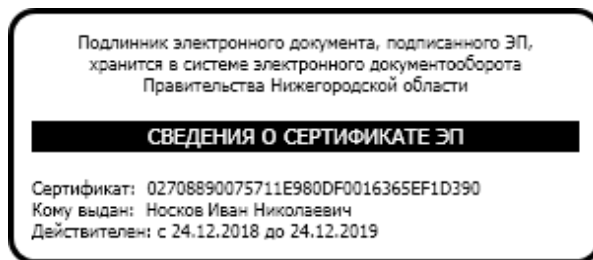 Подлинник электронного документа, подписанного ЭП,
хранится в системе электронного документооборота
Правительства Нижегородской области
СВЕДЕНИЯ О СЕРТИФИКАТЕ ЭП
Сертификат: 02708890075711E980DF0016365EF1D390
Кому выдан: Носков Иван Николаевич
Действителен: с 24.12.2018 до 24.12.2019